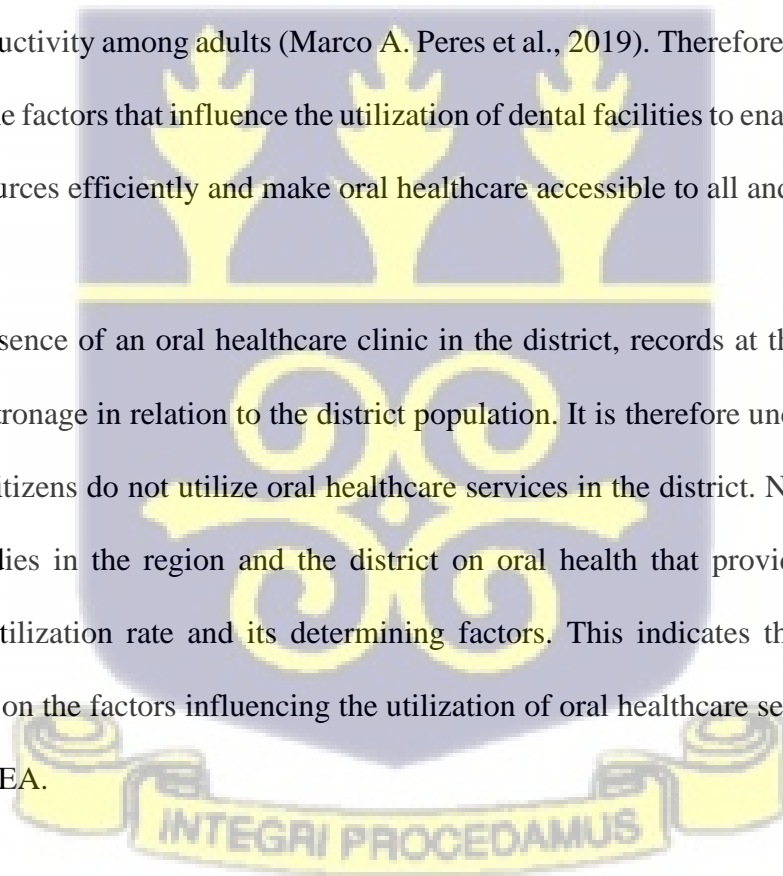 uctivity among adults (Marco A. Peres et al., 2019). Therefore
e factors that influence the utilization of dental facilities to ena
urces efficiently and make oral healthcare accessible to all and
sence of an oral healthcare clinic in the district, records at th
tronage in relation to the district population. It is therefore un
itizens do not utilize oral healthcare services in the district. N
lies in the region and the district on oral health that provid
tilization rate and its determining factors. This indicates th
on the factors influencing the utilization of oral healthcare se
EA.
INTEGRI PROCEDAMUS